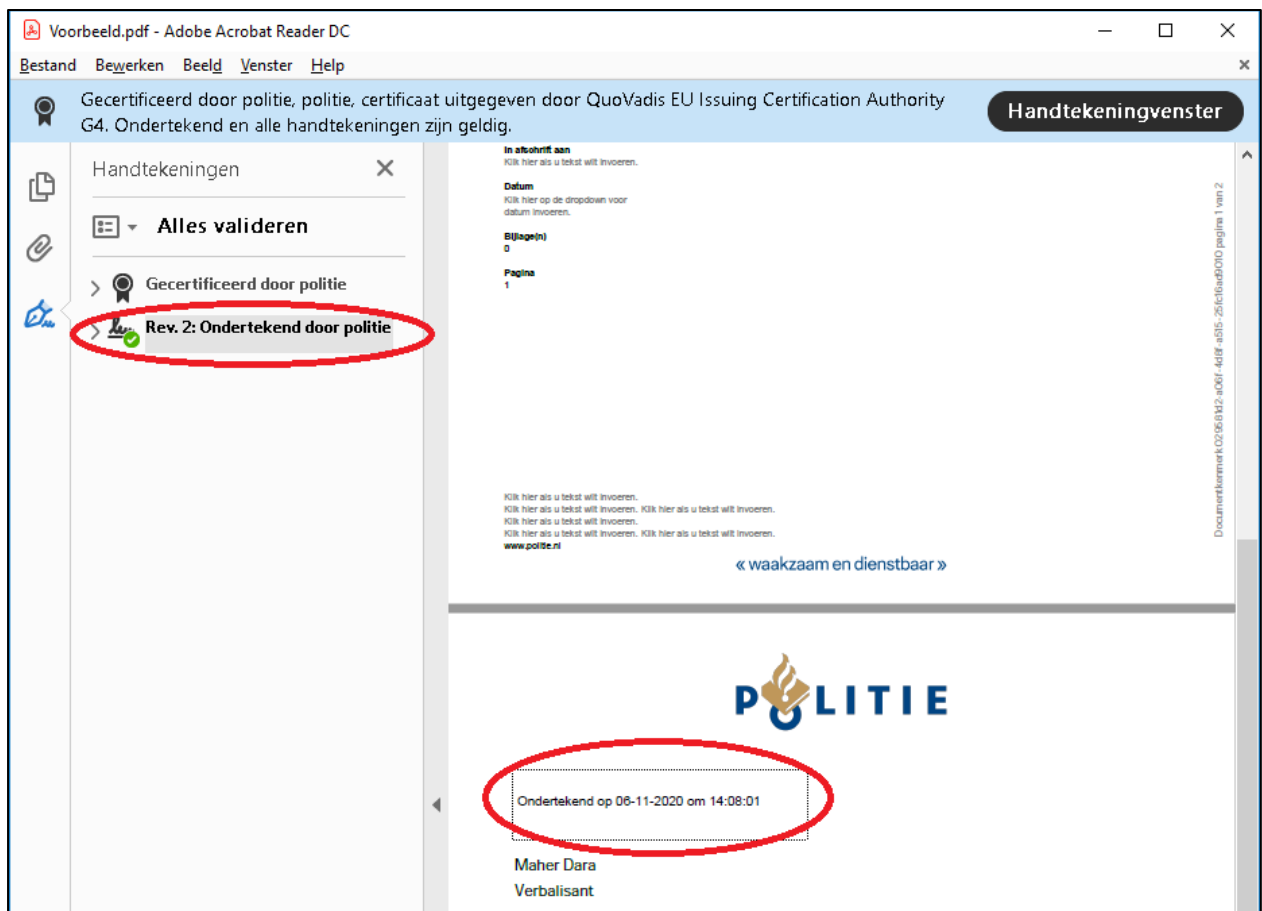 Voorbeeld.pdf - Adobe Acrobat Reader DC
Bestand Bewerken Beeld Venster Help
Gecertificeerd door politie, politie, certificaat uitgegeven door QuoVadis EU Issuing Certification Authority
G4. Ondertekend en alle handtekeningen zijn geldig.
Handtekeningvenster
Handtekeningen
Alles valideren
Gecertificeerd door politie
Rev. 2: Ondertekend door politie
In afschrift aan
Klik hier als u tekst wilt invoeren.
Datum
Klik hier op de dropdown voor
datum invoeren.
Bijlage(n)
0
Pagina
1
Klik hier als u tekst wilt invoeren.
Klik hier als u tekst wilt invoeren. Klik hier als u tekst wilt invoeren.
Klik hier als u tekst wilt invoeren.
Klik hier als u tekst wilt invoeren. Klik hier als u tekst wilt invoeren.
www.politie.nl
« waakzaam en dienstbaar »
Documentkenmerk pagina 1 van 2
POLITIE
Ondertekend op 06-11-2020 om 14:08:01
Maher Dara
Verbalisant